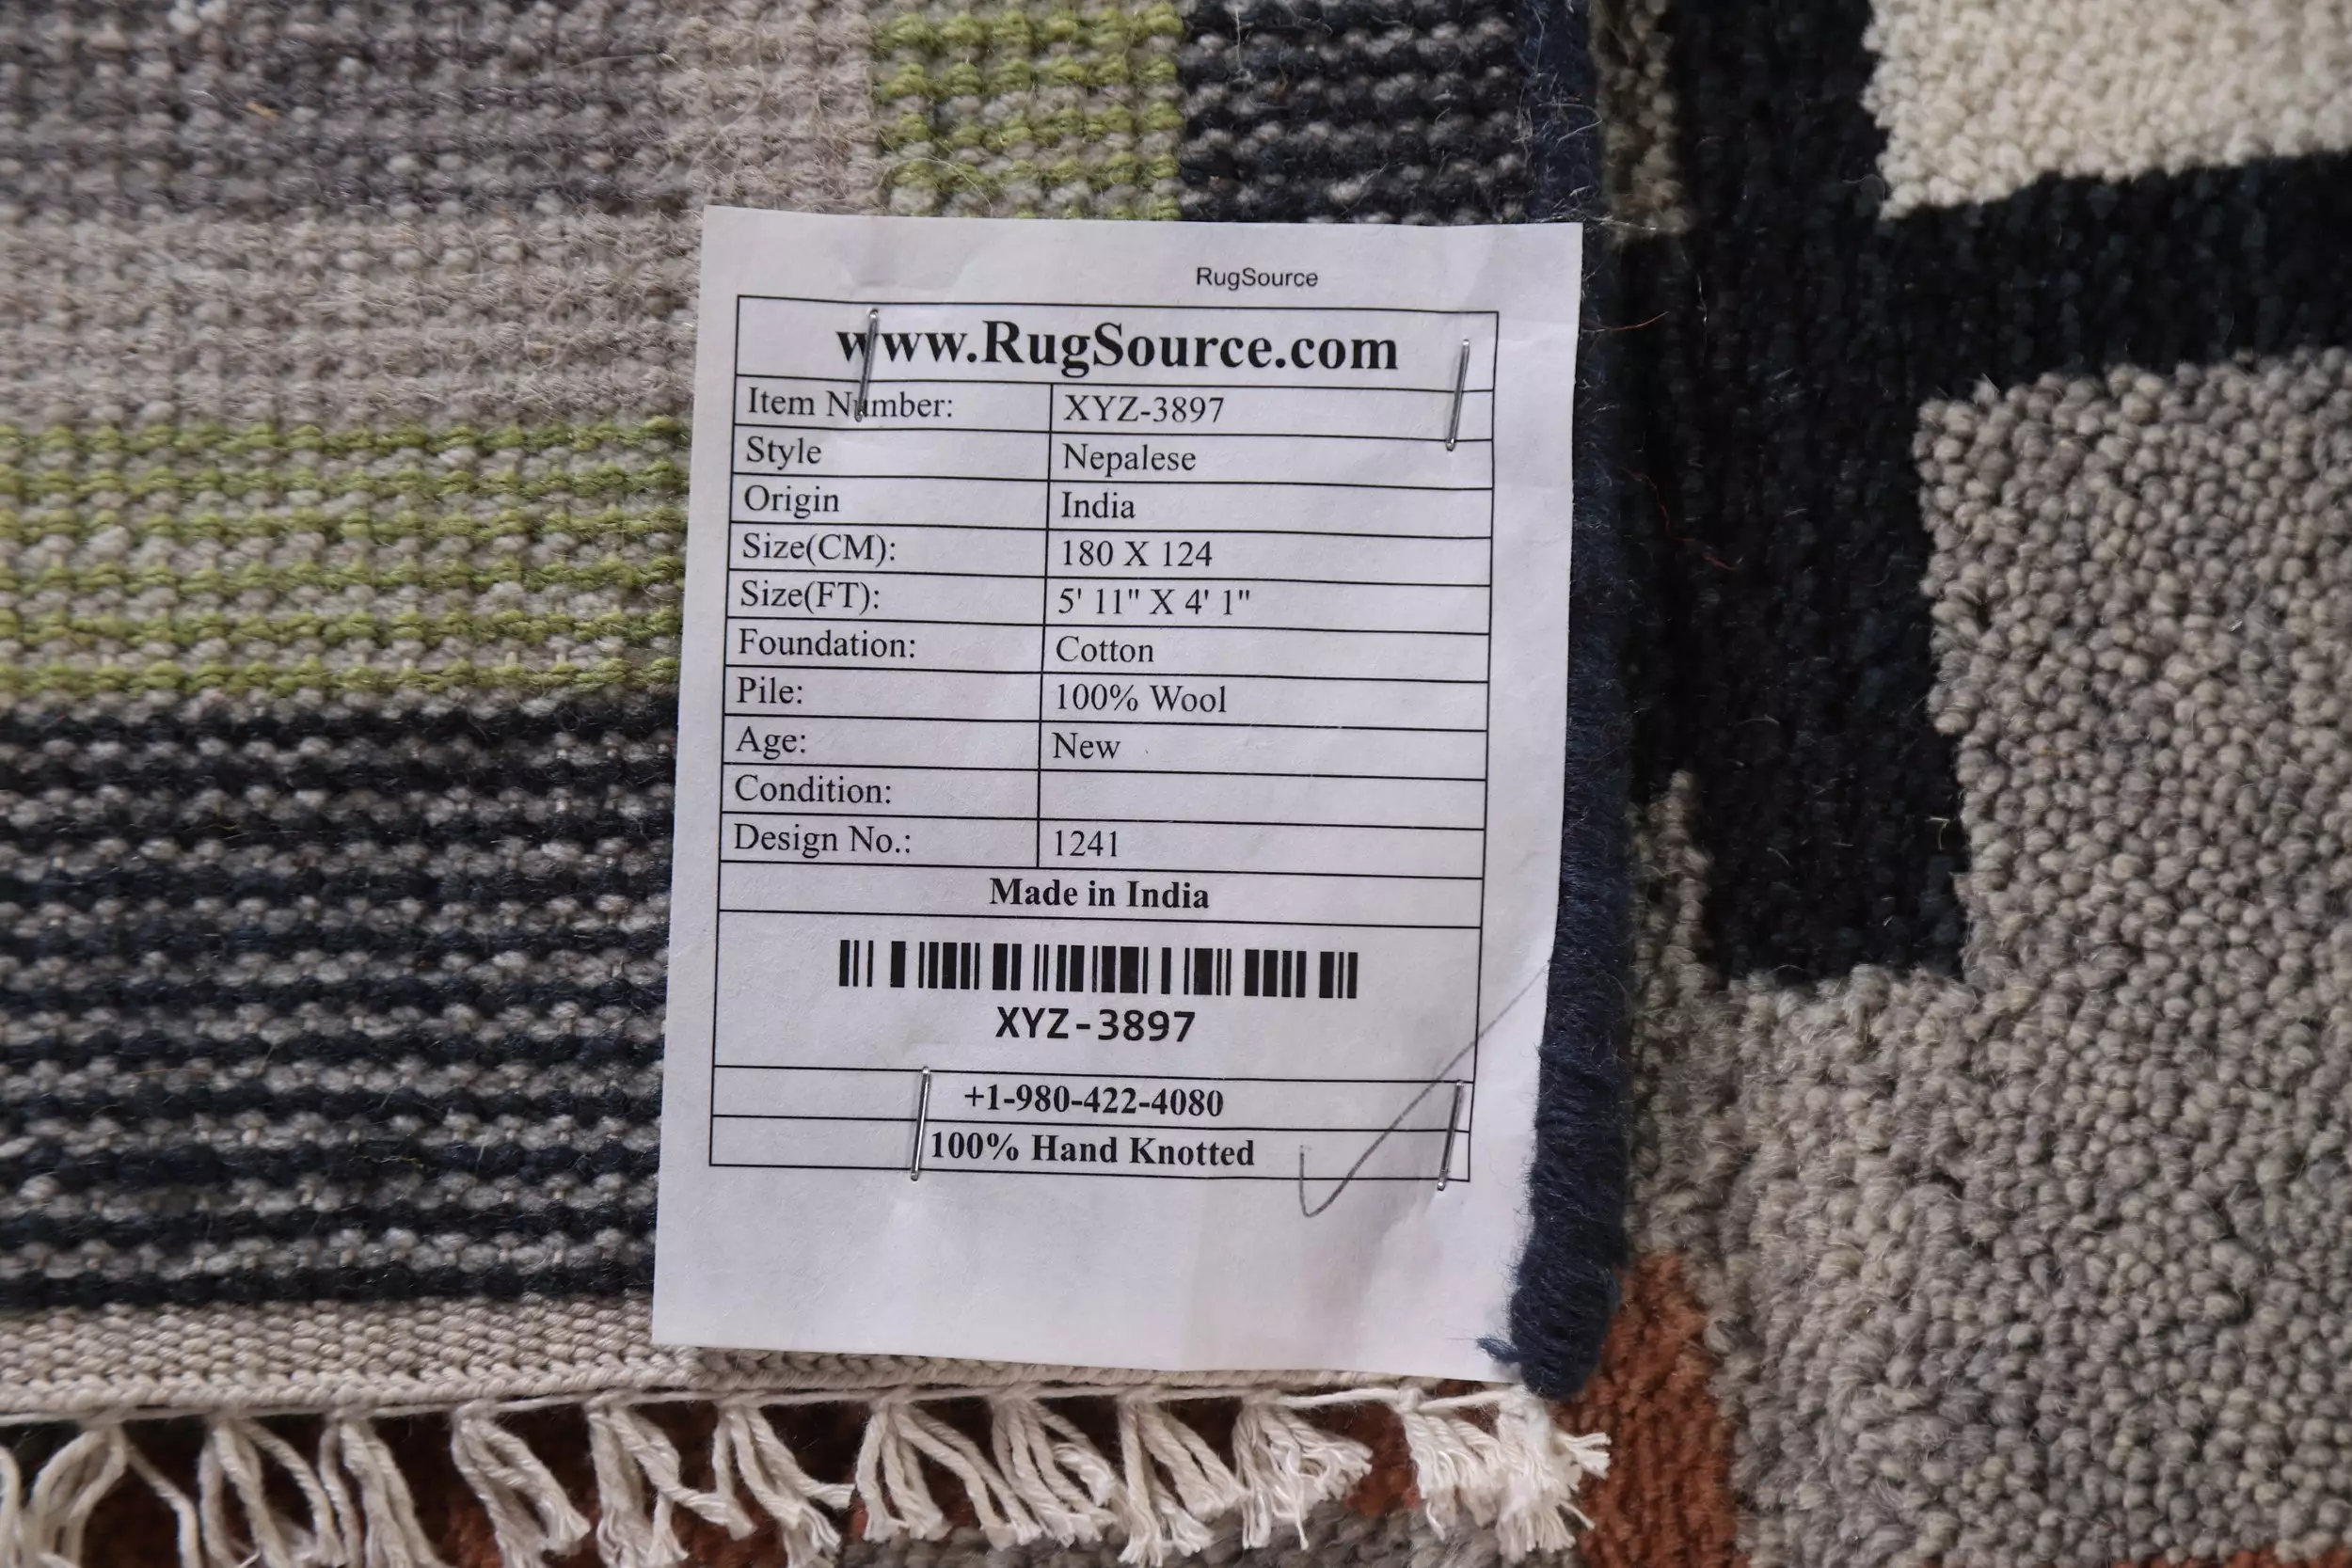 RugSource
www.RugSource.com
Item Number: XYZ-3897
Style Nepalese
Origin India
Size(CM): 180 X 124
Size(FT): 5' 11" X 4' 1"
Foundation: Cotton
Pile: 100% Wool
Age: New
Condition:
Design No.: 1241
Made in India
XYZ-3897
+1-980-422-4080
100% Hand Knotted